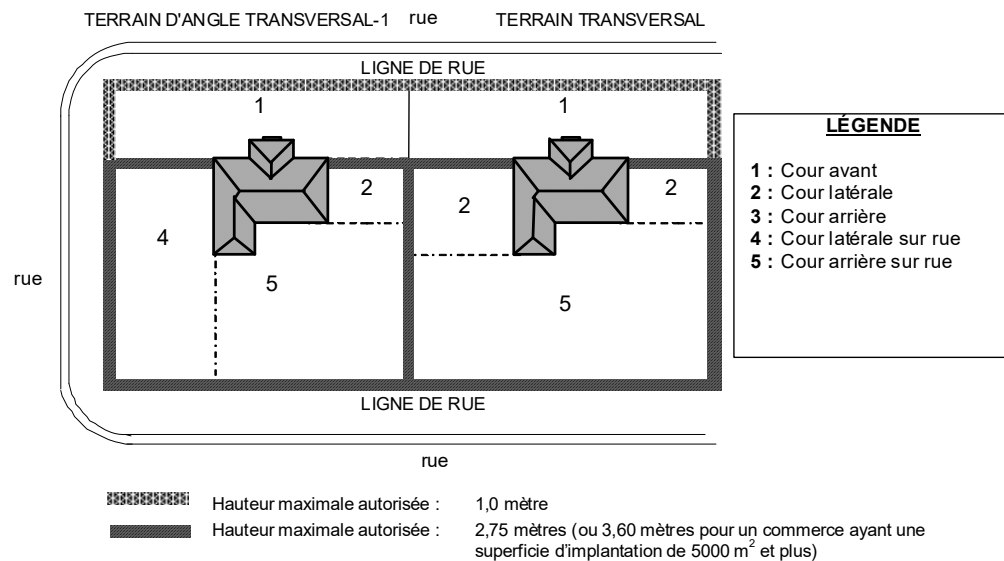 TERRAIN D'ANGLE TRANSVERSAL-1 rue TERRAIN TRANSVERSAL
LIGNE DE RUE
1 1
LÉGENDE
1 : Cour avant
2 : Cour latérale
3 : Cour arrière
4 : Cour latérale sur rue
5 : Cour arrière sur rue
2 2 2
4
rue
5 5
LIGNE DE RUE
rue
Hauteur maximale autorisée : 1,0 mètre
Hauteur maximale autorisée : 2,75 mètres (ou 3,60 mètres pour un commerce ayant une
superficie d'implantation de 5000 m² et plus)